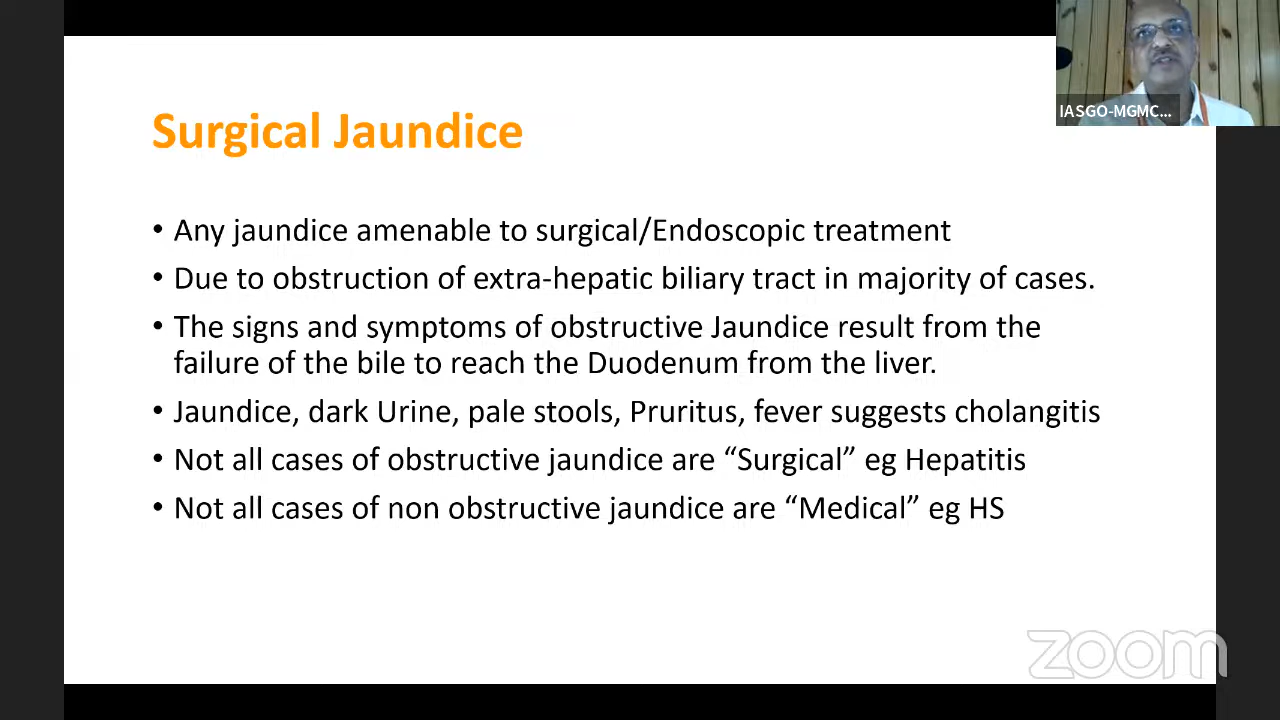 IASGO-MGMC...
Surgical Jaundice
• Any jaundice amenable to surgical/Endoscopic treatment
• Due to obstruction of extra-hepatic biliary tract in majority of cases.
• The signs and symptoms of obstructive Jaundice result from the
failure of the bile to reach the Duodenum from the liver.
• Jaundice, dark Urine, pale stools, Pruritus, fever suggests cholangitis
• Not all cases of obstructive jaundice are “Surgical” eg Hepatitis
• Not all cases of non obstructive jaundice are “Medical” eg HS
zoom